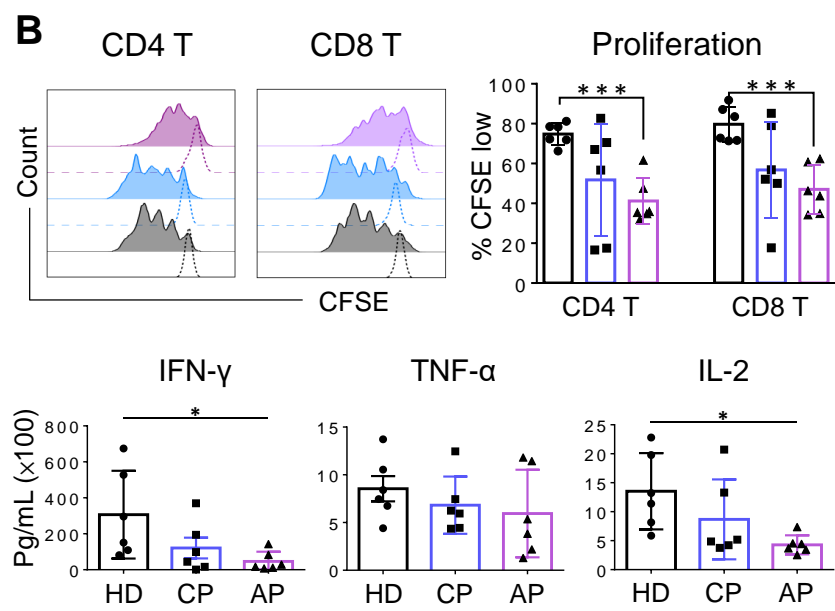 B
CD4 T
CD8 T
Proliferation
Count
CFSE
% CFSE low
100
80
60
40
20
0
***
***
CD4 T
CD8 T
IFN-γ
TNF-α
IL-2
Pg/mL (×100)
800
600
400
200
0
*
HD CP AP
15
10
5
0
HD CP AP
25
20
15
10
5
0
*
HD CP AP